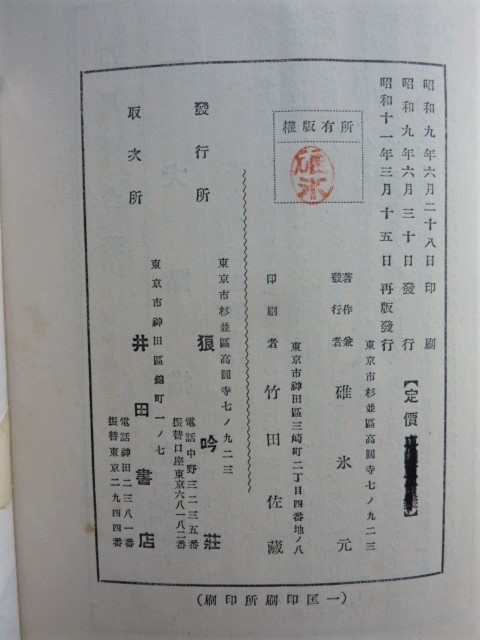 昭和九年六月二十八日印刷
昭和九年六月三十日發行
昭和十一年三月十五日再版發行
【定價
版權所有
碓氷
東京市杉並區高圓寺七ノ九二三
著作兼發行者 碓氷元
東京市神田區三崎町二丁目四番地ノ八
印刷者 竹田佐藏
東京市杉並區高圓寺七ノ九二三
發行所 狼吟莊
電話中野三二三五番
振替口座東京六八一八二番
東京市神田區錦町一ノ七
取次所 井田書店
電話神田二三八一番
振替東京二九四四番
(一匡印刷所印刷)